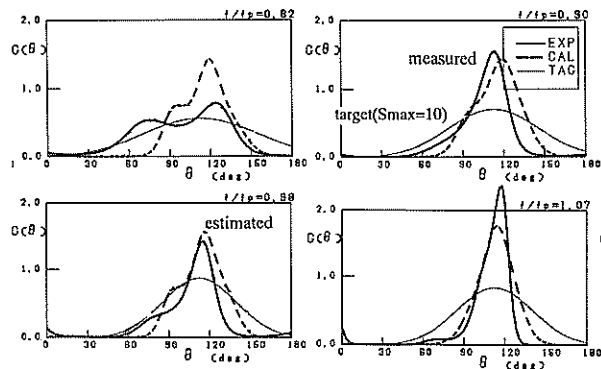 f/fp=0.82
2.0
G(θ)
1.0
0.0
0 30 60 90 120 150 180
θ (deg)
f/fp=0.90
2.0
G(θ)
1.0
0.0
0 30 60 90 120 150 180
θ (deg)
measured
target(Smax=10)
EXP
CAL
TAG
f/fp=0.98
2.0
G(θ)
1.0
0.0
0 30 60 90 120 150 180
θ (deg)
estimated
f/fp=1.07
2.0
G(θ)
1.0
0.0
0 30 60 90 120 150 180
θ (deg)